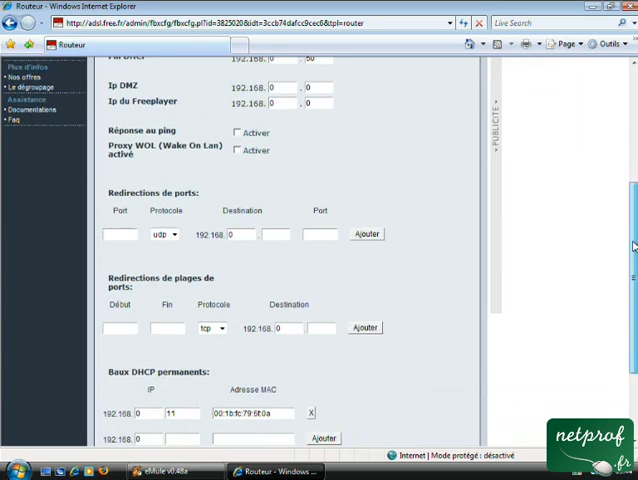 Routeur - Windows Internet Explorer
http://adsl.free.fr/admin/fbxcfg/fbxcfg.pl?id=3825020&idt=3ccb74dafcc9cec6&tpl=router
Live Search
Routeur
Page
Outils
Plus d'infos
Nos offres
Le dégroupage
Assistance
Documentations
Faq
192.168. 0 . 50
Ip DMZ 192.168. 0 . 0
Ip du Freeplayer 192.168. 0 . 0
Réponse au ping Activer
Proxy WOL (Wake On Lan) activé Activer
PUBLICITE
Redirections de ports:
Port Protocole Destination Port
udp 192.168. 0 . Ajouter
Redirections de plages de
ports:
Début Fin Protocole Destination
tcp 192.168. 0 . Ajouter
Baux DHCP permanents:
IP Adresse MAC
192.168. 0 11 00:1b:fc:79:6f:0a X
192.168. 0 Ajouter
Internet | Mode protégé : désactivé
eMule v0.48a
Routeur - Windows ...
netprof
.fr